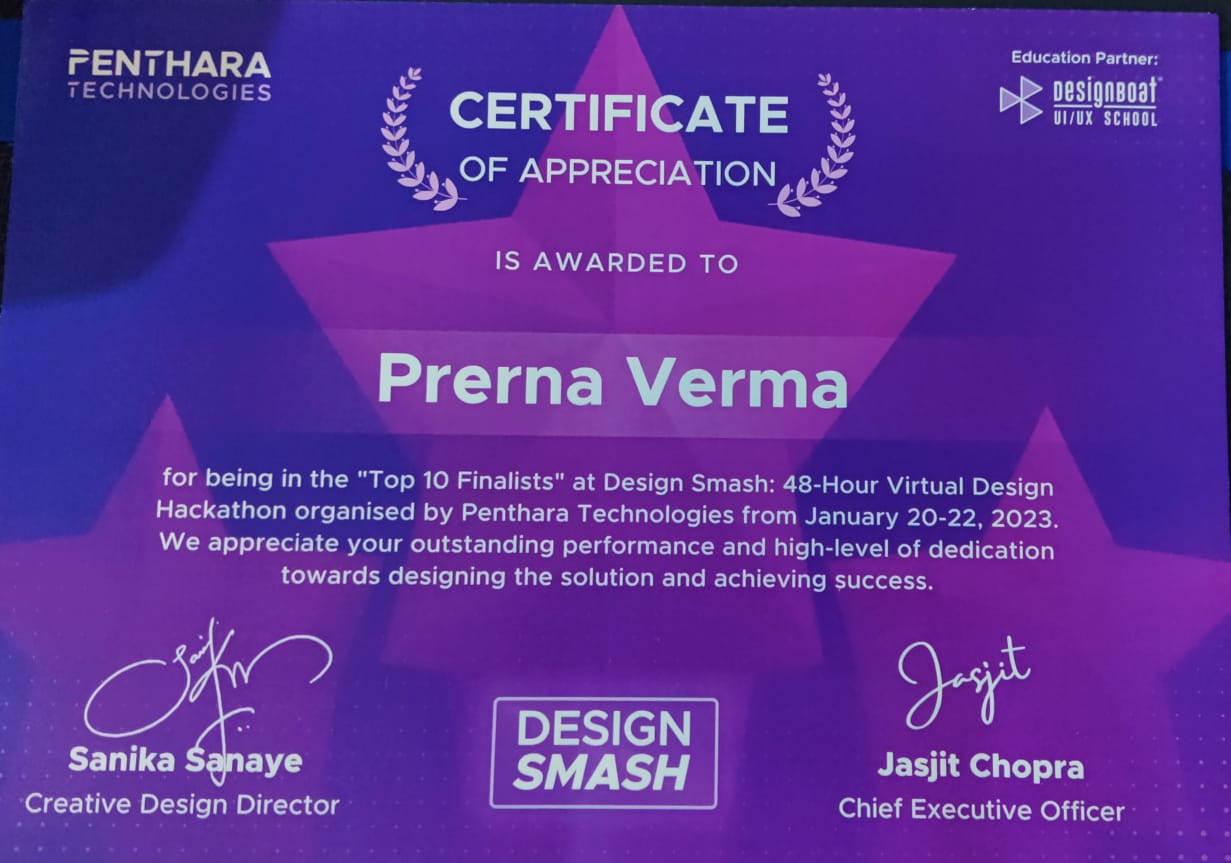 PENTHARA
TECHNOLOGIES
Education Partner:
DESIGNBOAT
UI/UX SCHOOL
CERTIFICATE
OF APPRECIATION
IS AWARDED TO
Prerna Verma
for being in the "Top 10 Finalists" at Design Smash: 48-Hour Virtual Design
Hackathon organised by Penthara Technologies from January 20-22, 2023.
We appreciate your outstanding performance and high-level of dedication
towards designing the solution and achieving success.
Jasjit
Sanika Sanaye
Creative Design Director
DESIGN
SMASH
Jasjit Chopra
Chief Executive Officer